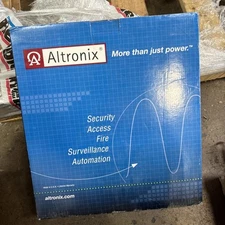 Altronix®
More than just power.™
Security
Access
Fire
Surveillance
Automation
altronix.com